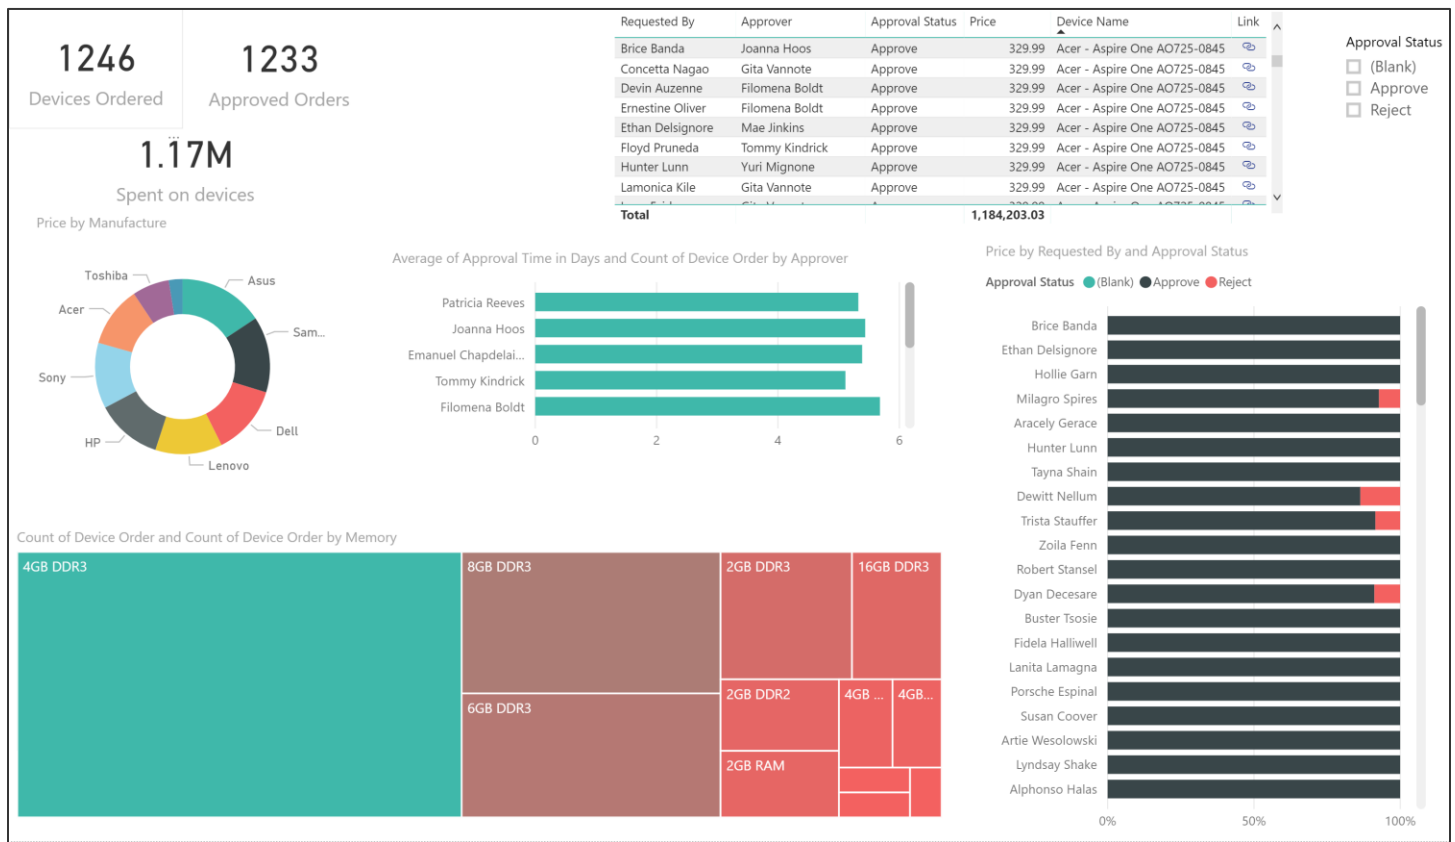 1246
Devices Ordered
1233
Approved Orders
1.17M
Spent on devices
Requested By Approver Approval Status Price Device Name Link
Brice Banda Joanna Hoos Approve 329.99 Acer - Aspire One AO725-0845
Concetta Nagao Gita Vannote Approve 329.99 Acer - Aspire One AO725-0845
Devin Auzenne Filomena Boldt Approve 329.99 Acer - Aspire One AO725-0845
Ernestine Oliver Filomena Boldt Approve 329.99 Acer - Aspire One AO725-0845
Ethan Delsignore Mae Jinkins Approve 329.99 Acer - Aspire One AO725-0845
Floyd Pruneda Tommy Kindrick Approve 329.99 Acer - Aspire One AO725-0845
Hunter Lunn Yuri Mignone Approve 329.99 Acer - Aspire One AO725-0845
Lamonica Kile Gita Vannote Approve 329.99 Acer - Aspire One AO725-0845
Total 1,184,203.03
Approval Status
(Blank)
Approve
Reject
Price by Manufacture
Toshiba
Asus
Acer
Sam...
Sony
Dell
HP
Lenovo
Average of Approval Time in Days and Count of Device Order by Approver
Patricia Reeves
Joanna Hoos
Emanuel Chapdelai...
Tommy Kindrick
Filomena Boldt
0 2 4 6
Price by Requested By and Approval Status
Approval Status (Blank) Approve Reject
Brice Banda
Ethan Delsignore
Hollie Garn
Milagro Spires
Aracely Gerace
Hunter Lunn
Tayna Shain
Dewitt Nellum
Trista Stauffer
Zoila Fenn
Robert Stansel
Dyan Decesare
Buster Tsosie
Fidela Halliwell
Lanita Lamagna
Porsche Espinal
Susan Coover
Artie Wesolowski
Lyndsay Shake
Alphonso Halas
0% 50% 100%
Count of Device Order and Count of Device Order by Memory
4GB DDR3
8GB DDR3
2GB DDR3
16GB DDR3
6GB DDR3
2GB DDR2
4GB ...
4GB...
2GB RAM